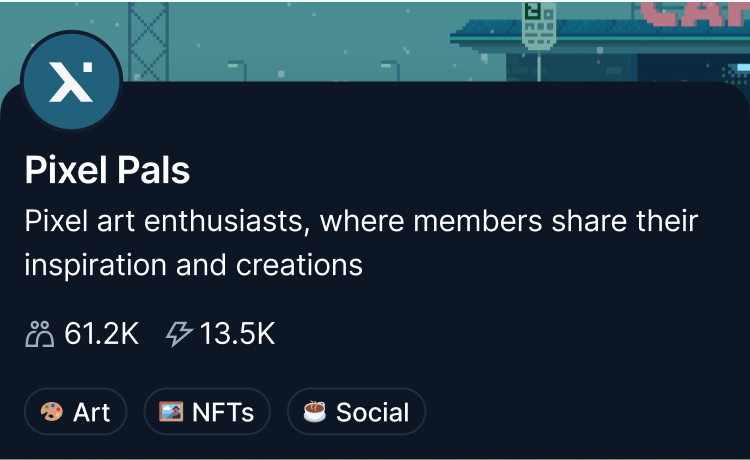 Pixel Pals
Pixel art enthusiasts, where members share their
inspiration and creations
61.2K 13.5K
Art NFTs Social